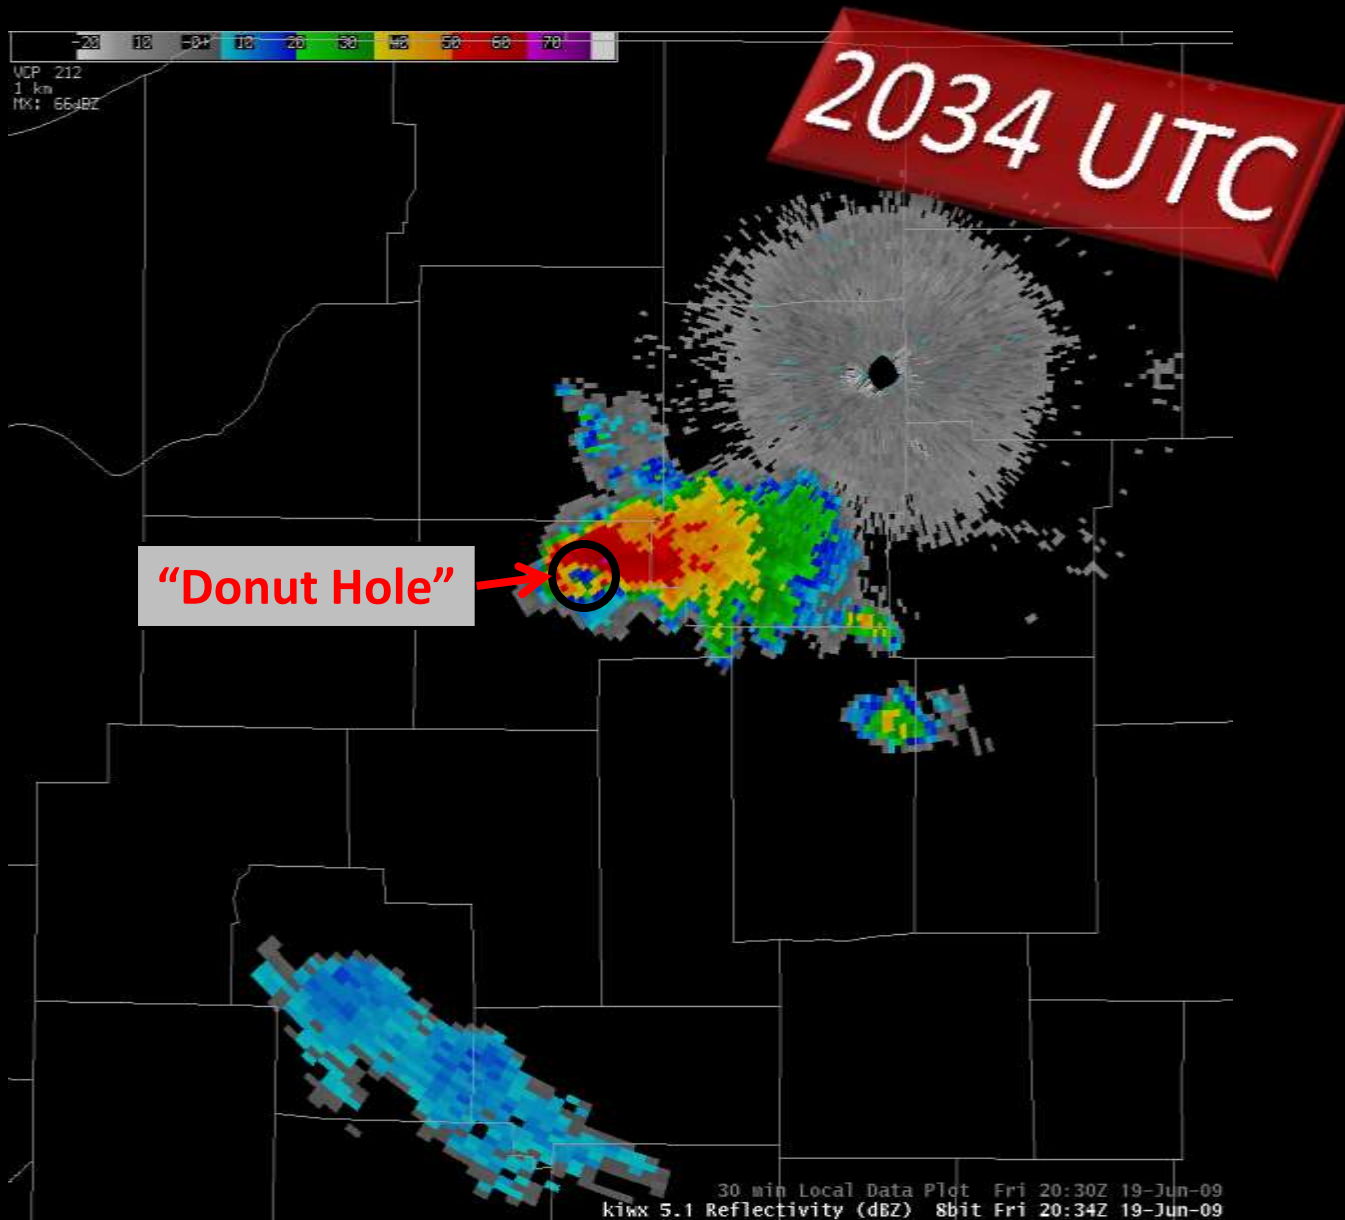 -20 10 -0+ 10 20 30 40 50 60 70
VCP 212
1 km
MX: 66dBZ
2034 UTC
“Donut Hole”
30 min Local Data Plot Fri 20:30Z 19-Jun-09
kiwx 5.1 Reflectivity (dBZ) 8bit Fri 20:34Z 19-Jun-09